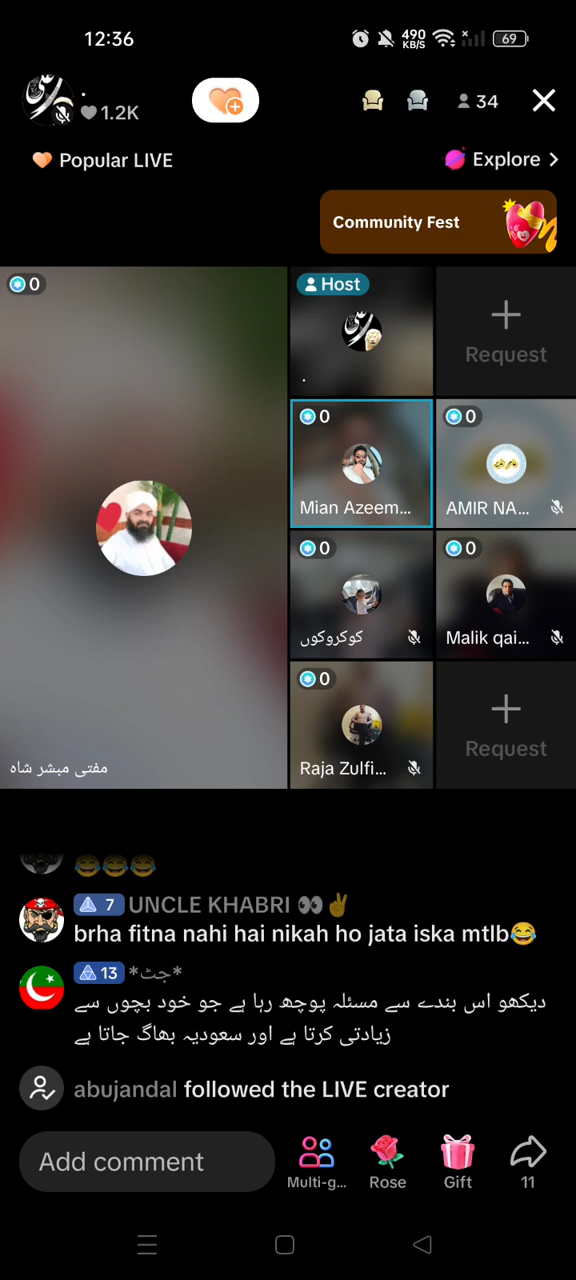 12:36
490
KB/S
69
.
1.2K
34
Popular LIVE
Explore
Community Fest
0
Host
.
Request
0
Mian Azeem...
0
AMIR NA...
0
کوکروکوں
0
Malik qai...
مفتی مبشر شاہ
0
Raja Zulfi...
Request
😂😂😂
7 UNCLE KHABRI 👀✌
brha fitna nahi hai nikah ho jata iska mtlb😂
13 *جٹ*
دیکھو اس بندے سے مسئلہ پوچھ رہا ہے جو خود بچوں سے
زیادتی کرتا ہے اور سعودیہ بھاگ جاتا ہے
abujandal followed the LIVE creator
Add comment
Multi-g...
Rose
Gift
11